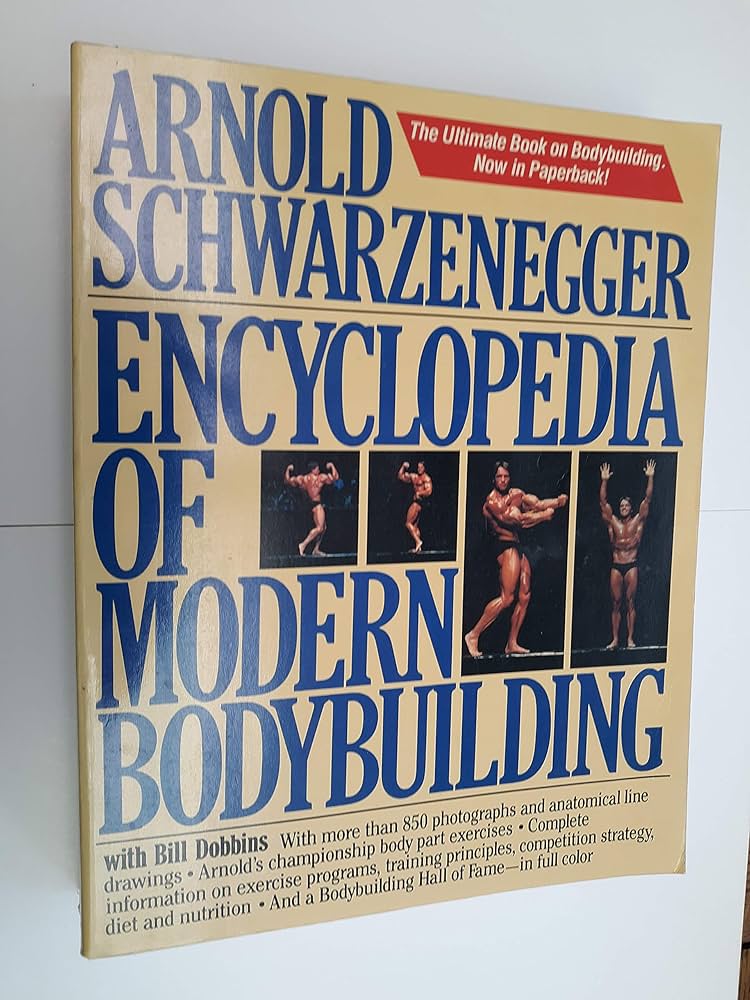 ARNOLD
The Ultimate Book on Bodybuilding.
Now in Paperback!
SCHWARZENEGGER
ENCYCLOPEDIA
OF
MODERN
BODYBUILDING
with Bill Dobbins With more than 850 photographs and anatomical line
drawings • Arnold's championship body part exercises • Complete
information on exercise programs, training principles, competition strategy,
diet and nutrition • And a Bodybuilding Hall of Fame—in full color